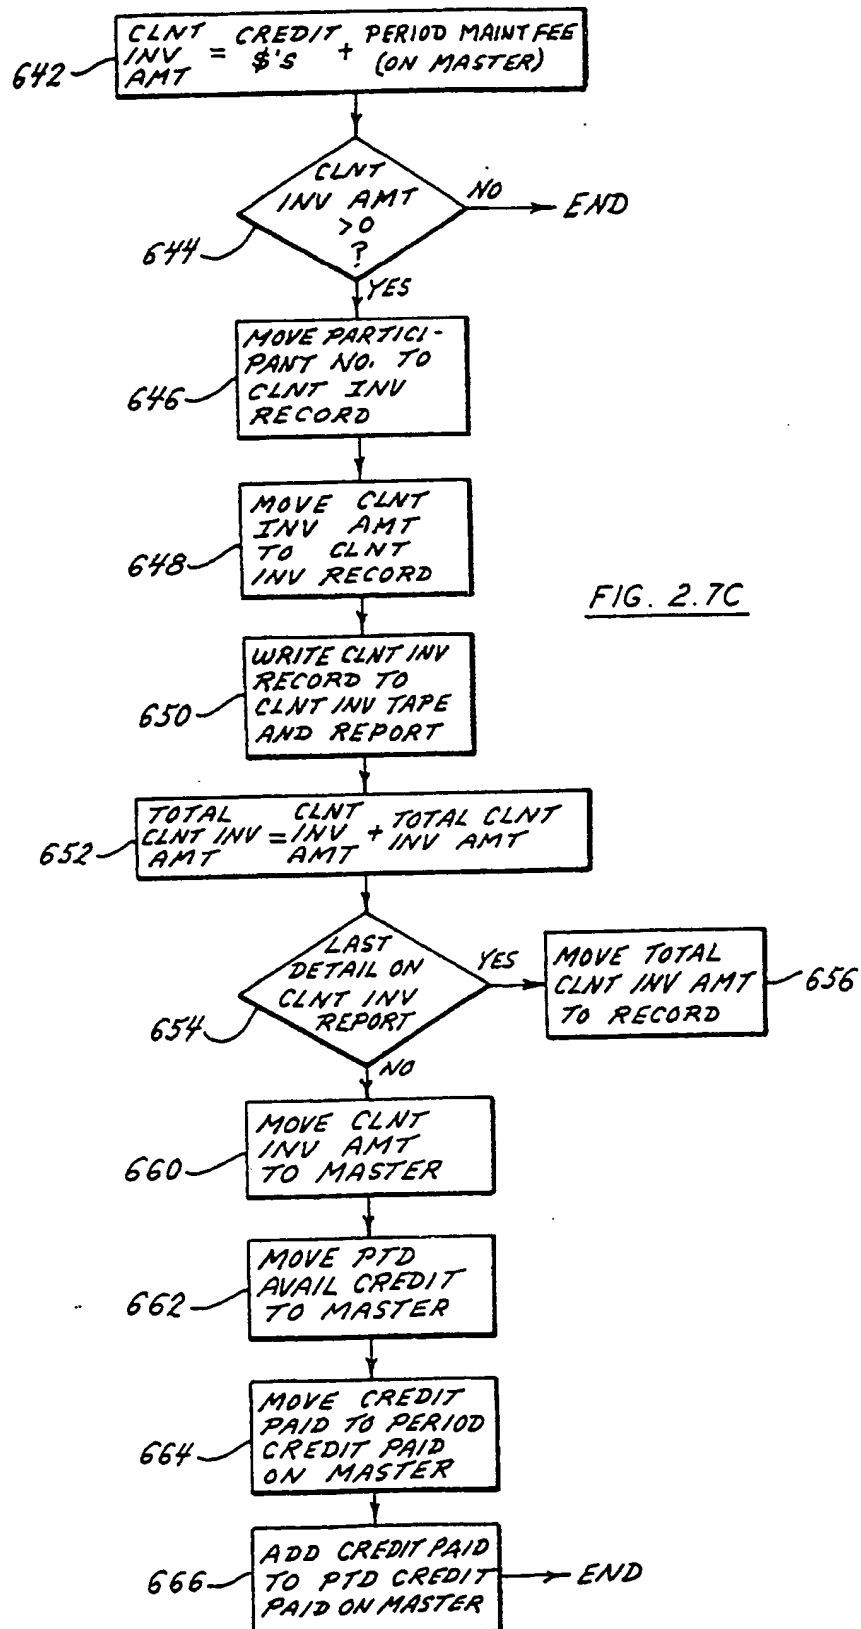 CLNT INV AMT = CREDIT $'S + PERIOD MAINT FEE (ON MASTER)
642
CLNT
INV AMT
>0
?
644
NO
END
YES
MOVE PARTICI-
PANT NO. TO
CLNT INV
RECORD
646
MOVE CLNT
INV AMT
TO CLNT
INV RECORD
648
FIG. 2.7C
WRITE CLNT INV
RECORD TO
CLNT INV TAPE
AND REPORT
650
TOTAL CLNT INV AMT = CLNT INV AMT + TOTAL CLNT INV AMT
652
LAST
DETAIL ON
CLNT INV
REPORT
654
YES
MOVE TOTAL
CLNT INV AMT
TO RECORD
656
NO
MOVE CLNT
INV AMT
TO MASTER
660
MOVE PTD
AVAIL CREDIT
TO MASTER
662
MOVE CREDIT
PAID TO PERIOD
CREDIT PAID
ON MASTER
664
ADD CREDIT PAID
TO PTD CREDIT
PAID ON MASTER
666
END